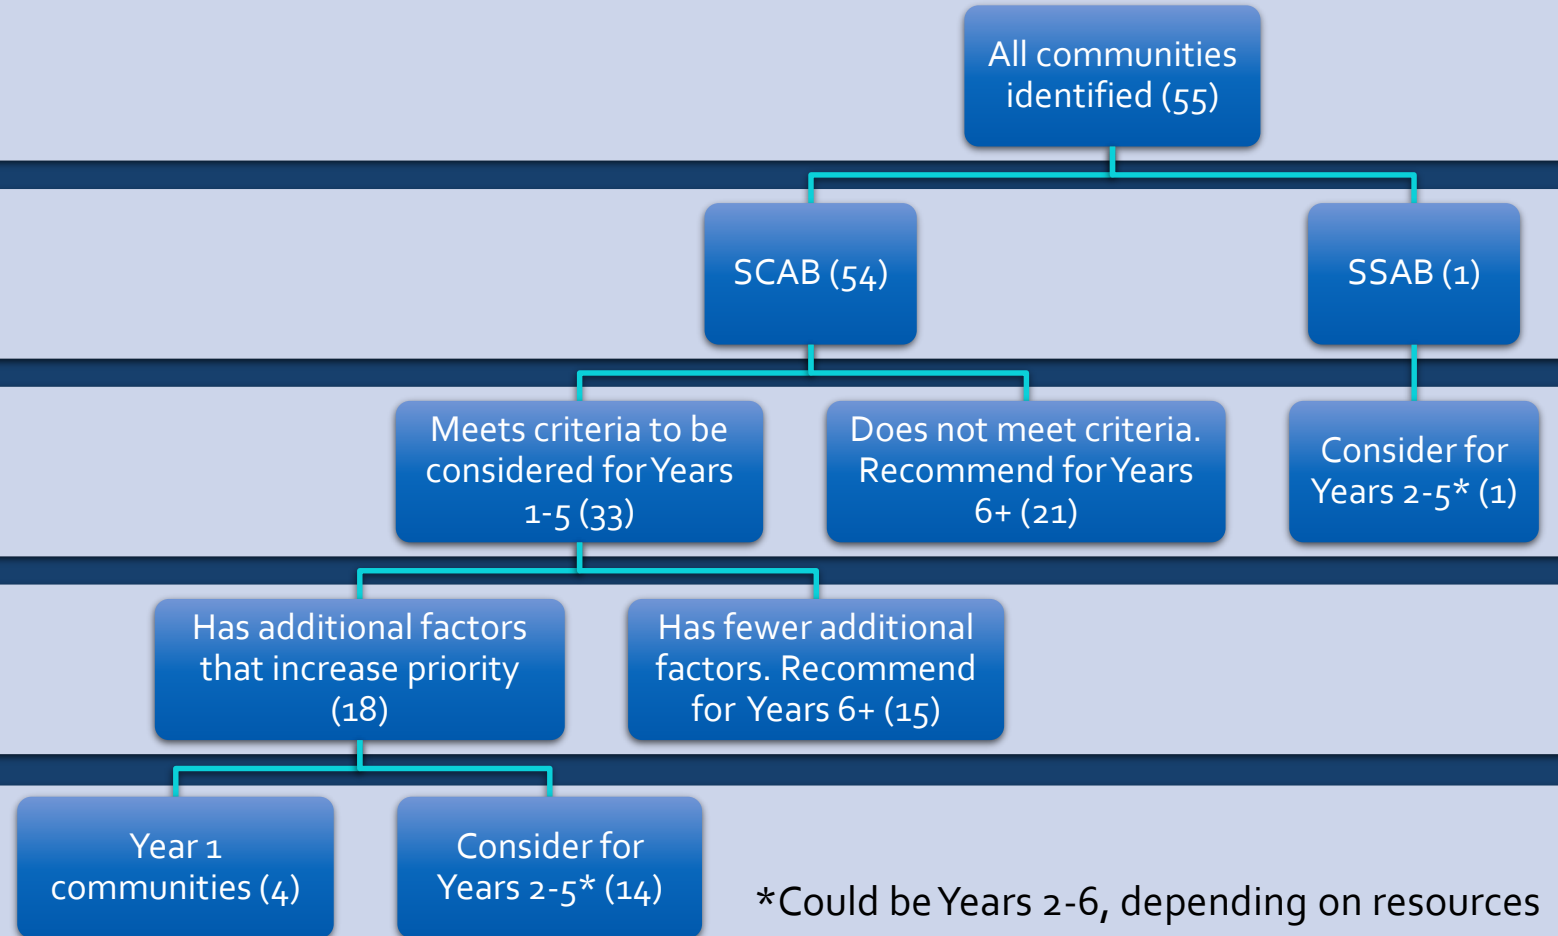 All communities
identified (55)
SCAB (54)
SSAB (1)
Meets criteria to be
considered for Years
1-5 (33)
Does not meet criteria.
Recommend for Years
6+ (21)
Consider for
Years 2-5* (1)
Has additional factors
that increase priority
(18)
Has fewer additional
factors. Recommend
for Years 6+ (15)
Year 1
communities (4)
Consider for
Years 2-5* (14)
*Could be Years 2-6, depending on resources